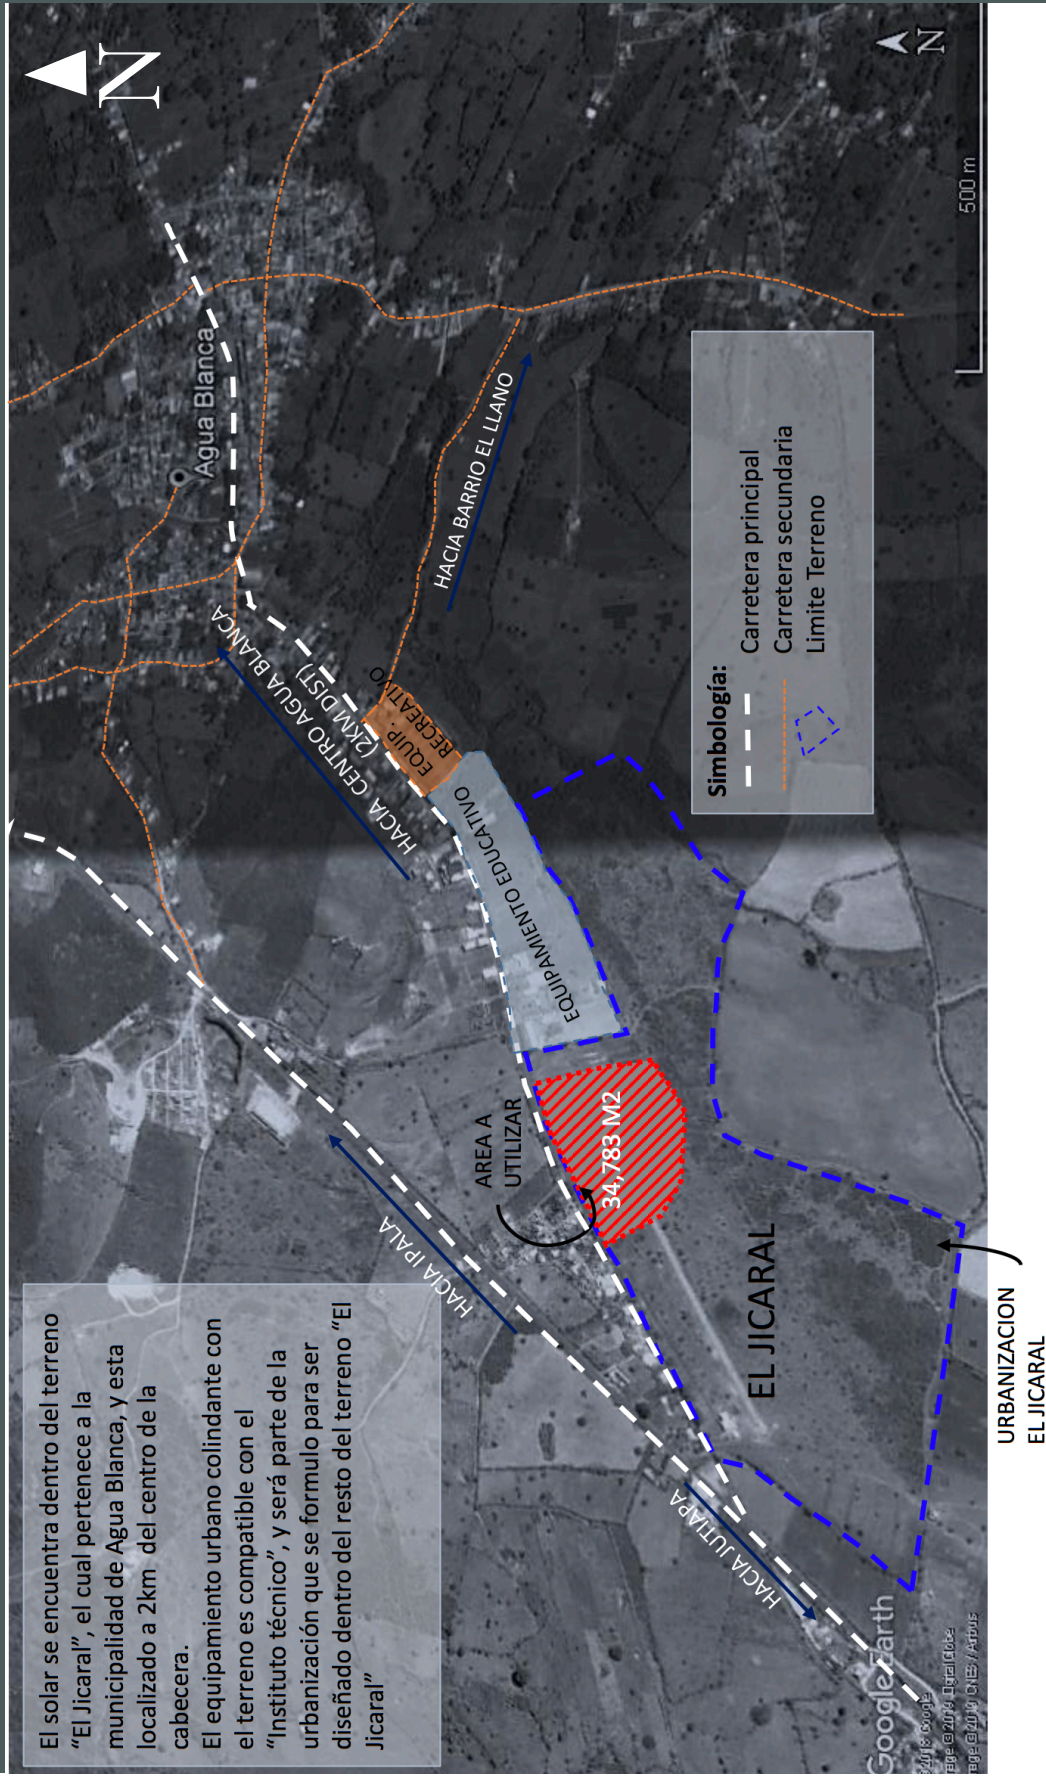 El solar se encuentra dentro del terreno
“El Jicaral”, el cual pertenece a la
municipalidad de Agua Blanca, y esta
localizado a 2km del centro de la
cabecera.
El equipamiento urbano colindante con
el terreno es compatible con el
“Instituto técnico”, y será parte de la
urbanización que se formulo para ser
diseñado dentro del resto del terreno “El
Jicaral”
N
N
Agua Blanca
HACIA CENTRO AGUA BLANCA
(2KM DIST)
HACIA IPALA
HACIA BARRIO EL LLANO
EQUIP.
RECREATIVO
EQUIPAMIENTO EDUCATIVO
AREA A
UTILIZAR
34,783 M2
HACIA JUTIAPA
EL JICARAL
Simbología:
Carretera principal
Carretera secundaria
Limite Terreno
500 m
Google Earth
Google
DigitalGlobe
CNES / Airbus
URBANIZACION
EL JICARAL